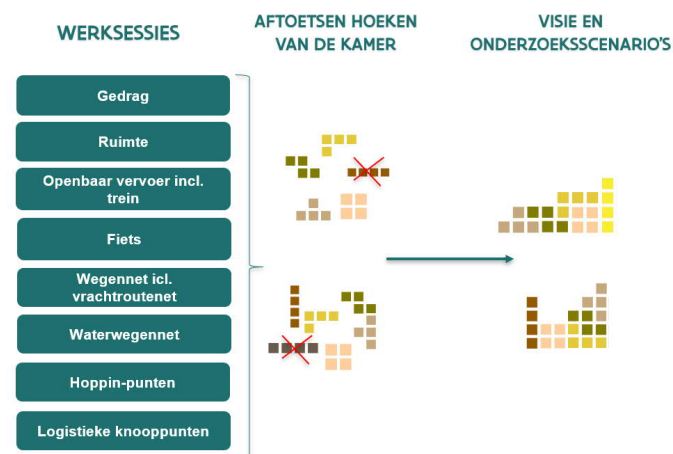 WERKSESSIES
AFTOETSEN HOEKEN
VAN DE KAMER
VISIE EN
ONDERZOEKSSCENARIO'S
Gedrag
Ruimte
Openbaar vervoer incl.
trein
Fiets
Wegennet icl.
vrachtroutenet
Waterwegennet
Hoppin-punten
Logistieke knooppunten